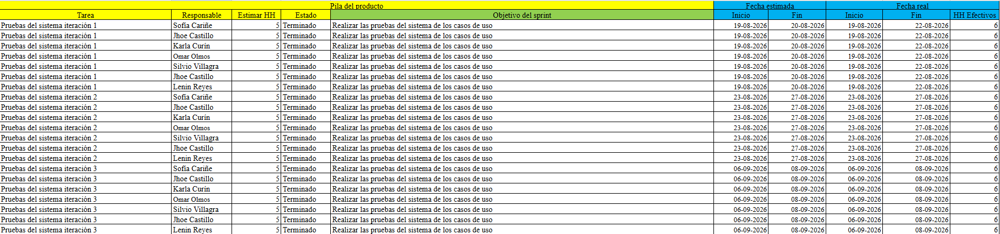 Pila del producto Fecha estimada Fecha real
Tarea Responsable Estimar HH Estado Objetivo del sprint Inicio Fin Inicio Fin HH Efectivos
Pruebas del sistema iteración 1 Sofía Cariñe 5 Terminado Realizar las pruebas del sistema de los casos de uso 19-08-2026 20-08-2026 19-08-2026 22-08-2026 6
Pruebas del sistema iteración 1 Jhoe Castillo 5 Terminado Realizar las pruebas del sistema de los casos de uso 19-08-2026 20-08-2026 19-08-2026 22-08-2026 6
Pruebas del sistema iteración 1 Karla Curín 5 Terminado Realizar las pruebas del sistema de los casos de uso 19-08-2026 20-08-2026 19-08-2026 22-08-2026 6
Pruebas del sistema iteración 1 Omar Olmos 5 Terminado Realizar las pruebas del sistema de los casos de uso 19-08-2026 20-08-2026 19-08-2026 22-08-2026 6
Pruebas del sistema iteración 1 Silvio Villagra 5 Terminado Realizar las pruebas del sistema de los casos de uso 19-08-2026 20-08-2026 19-08-2026 22-08-2026 6
Pruebas del sistema iteración 1 Jhoe Castillo 5 Terminado Realizar las pruebas del sistema de los casos de uso 19-08-2026 20-08-2026 19-08-2026 22-08-2026 6
Pruebas del sistema iteración 1 Lenin Reyes 5 Terminado Realizar las pruebas del sistema de los casos de uso 19-08-2026 20-08-2026 19-08-2026 22-08-2026 6
Pruebas del sistema iteración 2 Sofía Cariñe 5 Terminado Realizar las pruebas del sistema de los casos de uso 23-08-2026 27-08-2026 23-08-2026 27-08-2026 6
Pruebas del sistema iteración 2 Jhoe Castillo 5 Terminado Realizar las pruebas del sistema de los casos de uso 23-08-2026 27-08-2026 23-08-2026 27-08-2026 6
Pruebas del sistema iteración 2 Karla Curín 5 Terminado Realizar las pruebas del sistema de los casos de uso 23-08-2026 27-08-2026 23-08-2026 27-08-2026 6
Pruebas del sistema iteración 2 Omar Olmos 5 Terminado Realizar las pruebas del sistema de los casos de uso 23-08-2026 27-08-2026 23-08-2026 27-08-2026 6
Pruebas del sistema iteración 2 Silvio Villagra 5 Terminado Realizar las pruebas del sistema de los casos de uso 23-08-2026 27-08-2026 23-08-2026 27-08-2026 6
Pruebas del sistema iteración 2 Jhoe Castillo 5 Terminado Realizar las pruebas del sistema de los casos de uso 23-08-2026 27-08-2026 23-08-2026 27-08-2026 6
Pruebas del sistema iteración 2 Lenin Reyes 5 Terminado Realizar las pruebas del sistema de los casos de uso 23-08-2026 27-08-2026 23-08-2026 27-08-2026 6
Pruebas del sistema iteración 3 Sofía Cariñe 5 Terminado Realizar las pruebas del sistema de los casos de uso 06-09-2026 08-09-2026 06-09-2026 08-09-2026 6
Pruebas del sistema iteración 3 Jhoe Castillo 5 Terminado Realizar las pruebas del sistema de los casos de uso 06-09-2026 08-09-2026 06-09-2026 08-09-2026 6
Pruebas del sistema iteración 3 Karla Curín 5 Terminado Realizar las pruebas del sistema de los casos de uso 06-09-2026 08-09-2026 06-09-2026 08-09-2026 6
Pruebas del sistema iteración 3 Omar Olmos 5 Terminado Realizar las pruebas del sistema de los casos de uso 06-09-2026 08-09-2026 06-09-2026 08-09-2026 6
Pruebas del sistema iteración 3 Silvio Villagra 5 Terminado Realizar las pruebas del sistema de los casos de uso 06-09-2026 08-09-2026 06-09-2026 08-09-2026 6
Pruebas del sistema iteración 3 Jhoe Castillo 5 Terminado Realizar las pruebas del sistema de los casos de uso 06-09-2026 08-09-2026 06-09-2026 08-09-2026 6
Pruebas del sistema iteración 3 Lenin Reyes 5 Terminado Realizar las pruebas del sistema de los casos de uso 06-09-2026 08-09-2026 06-09-2026 08-09-2026 6